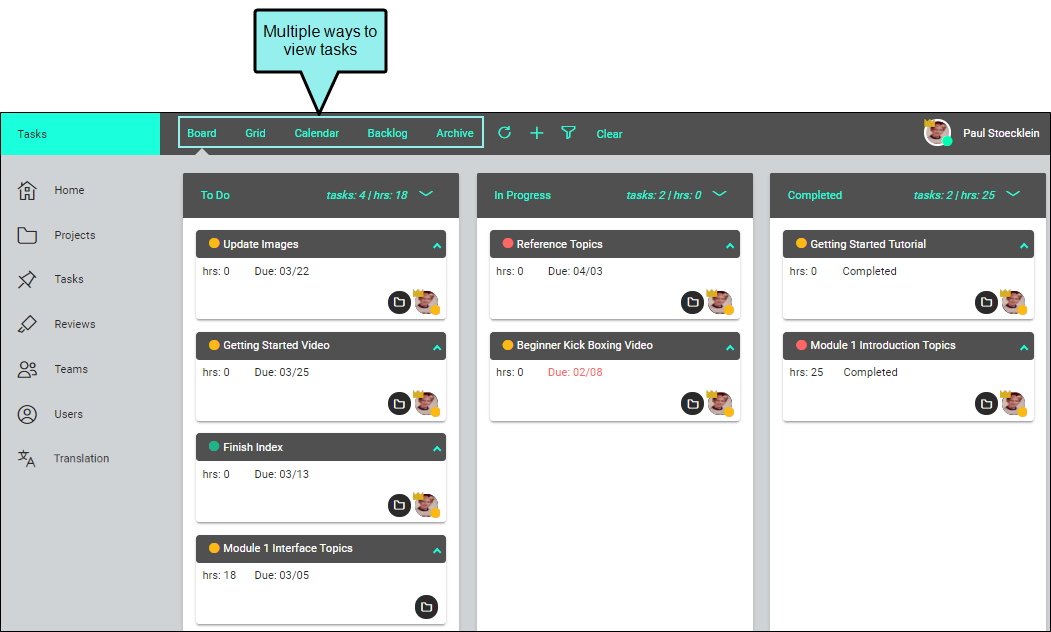 Multiple ways to
view tasks
Tasks
Board Grid Calendar Backlog Archive Clear
Paul Stoecklein
Home
Projects
Tasks
Reviews
Teams
Users
Translation
To Do tasks: 4 | hrs: 18
Update Images
hrs: 0 Due: 03/22
Getting Started Video
hrs: 0 Due: 03/25
Finish Index
hrs: 0 Due: 03/13
Module 1 Interface Topics
hrs: 18 Due: 03/05
In Progress tasks: 2 | hrs: 0
Reference Topics
hrs: 0 Due: 04/03
Beginner Kick Boxing Video
hrs: 0 Due: 02/08
Completed tasks: 2 | hrs: 25
Getting Started Tutorial
hrs: 0 Completed
Module 1 Introduction Topics
hrs: 25 Completed